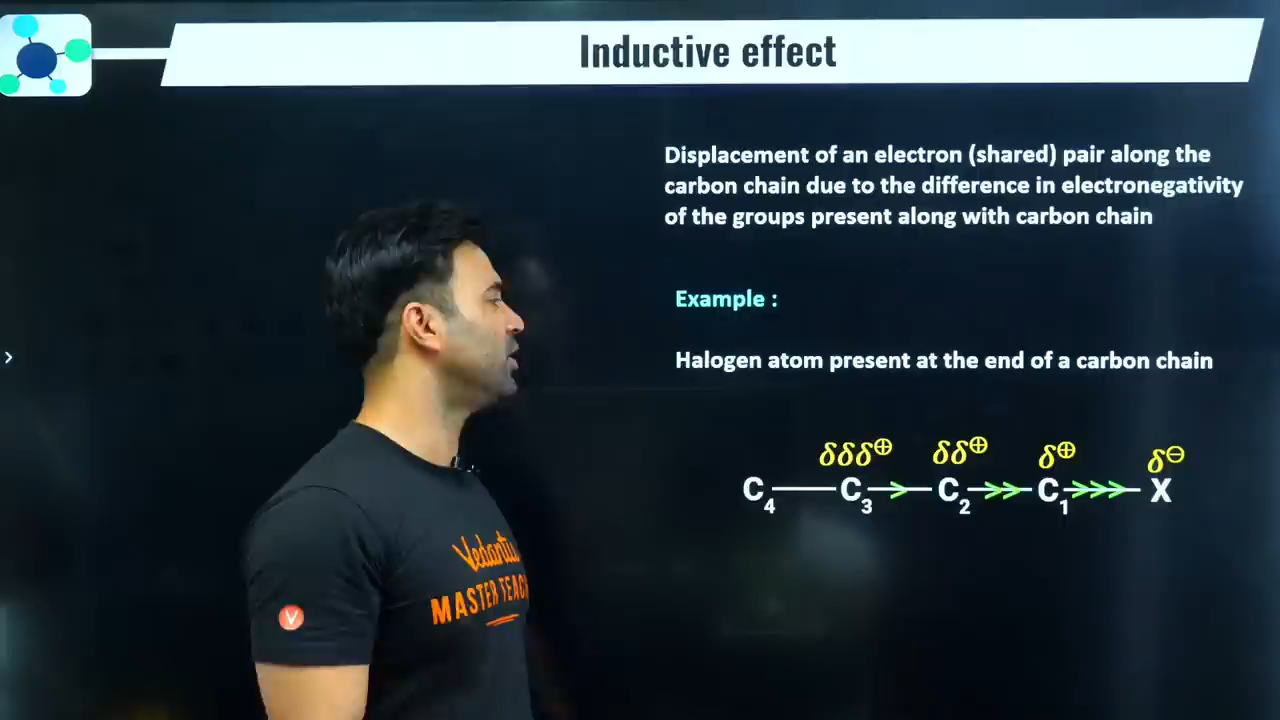 Inductive effect
Displacement of an electron (shared) pair along the
carbon chain due to the difference in electronegativity
of the groups present along with carbon chain
Example :
Halogen atom present at the end of a carbon chain
δδδ⊕ δδ⊕ δ⊕ δ⊖
C₄ C₃ C₂ C₁ X
Vedantu
MASTER
V